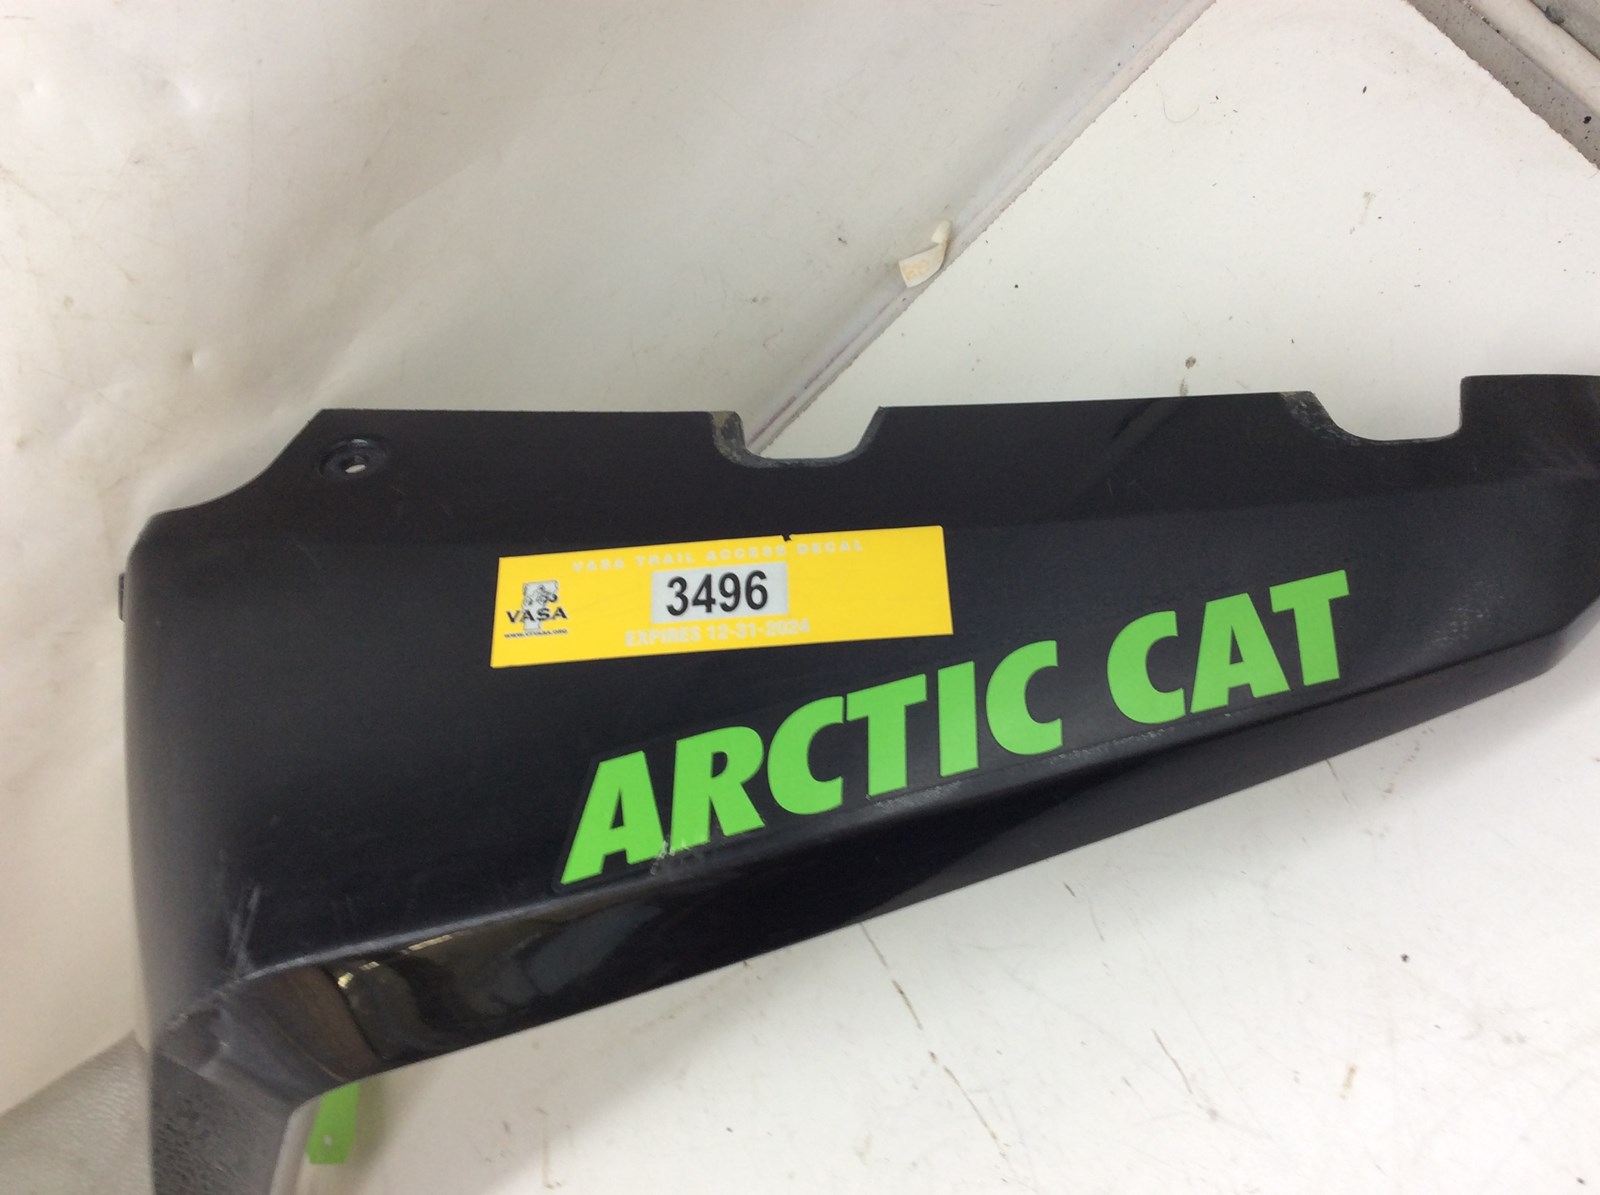 VASA TRAIL ACCESS DECAL
3496
VASA
EXPIRES 12-31-2024
ARCTIC CAT